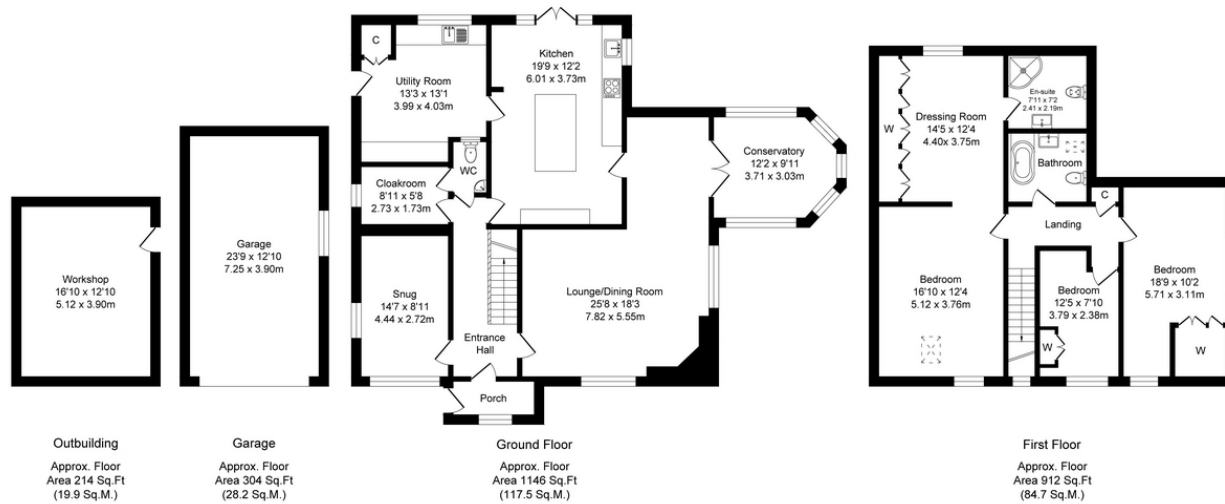 Workshop
16'10 x 12'10
5.12 x 3.90m
Garage
23'9 x 12'10
7.25 x 3.90m
C
Utility Room
13'3 x 13'1
3.99 x 4.03m
Kitchen
19'9 x 12'2
6.01 x 3.73m
WC
Cloakroom
8'11 x 5'8
2.73 x 1.73m
Conservatory
12'2 x 9'11
3.71 x 3.03m
Snug
14'7 x 8'11
4.44 x 2.72m
Lounge/Dining Room
25'8 x 18'3
7.82 x 5.55m
Entrance
Hall
Porch
W
Dressing Room
14'5 x 12'4
4.40x 3.75m
En-suite
7'11 x 7'2
2.41 x 2.19m
Bathroom
C
Landing
Bedroom
16'10 x 12'4
5.12 x 3.76m
Bedroom
12'5 x 7'10
3.79 x 2.38m
W
Bedroom
18'9 x 10'2
5.71 x 3.11m
W
Outbuilding
Approx. Floor
Area 214 Sq.Ft
(19.9 Sq.M.)
Garage
Approx. Floor
Area 304 Sq.Ft
(28.2 Sq.M.)
Ground Floor
Approx. Floor
Area 1146 Sq.Ft
(117.5 Sq.M.)
First Floor
Approx. Floor
Area 912 Sq.Ft
(84.7 Sq.M.)